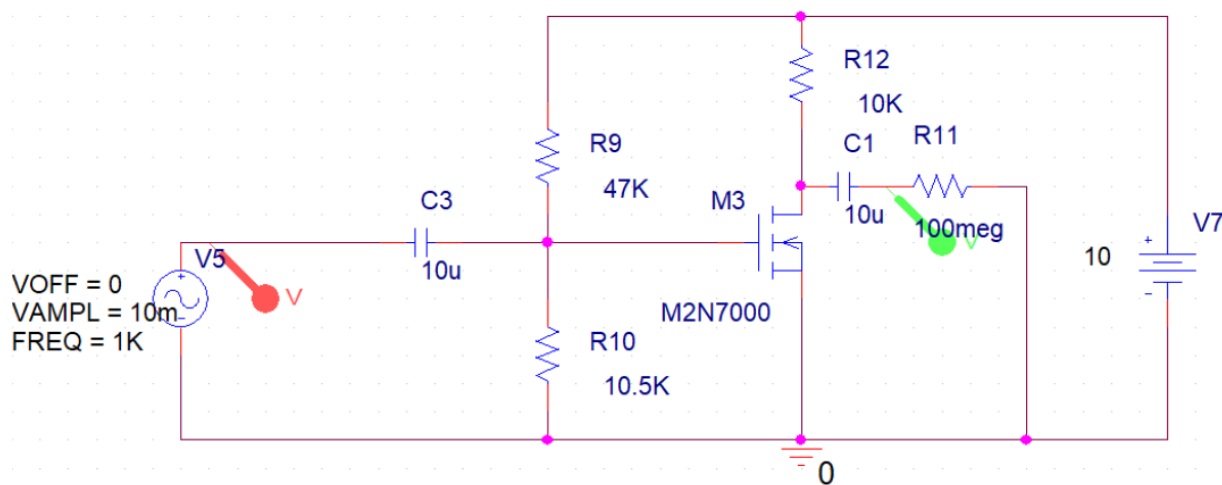 R12
10K
R9
47K
C1
R11
10u
100meg
V
C3
10u
M3
M2N7000
V7
10
+
-
V5
+
-
V
VOFF = 0
VAMPL = 10m
FREQ = 1K
R10
10.5K
0